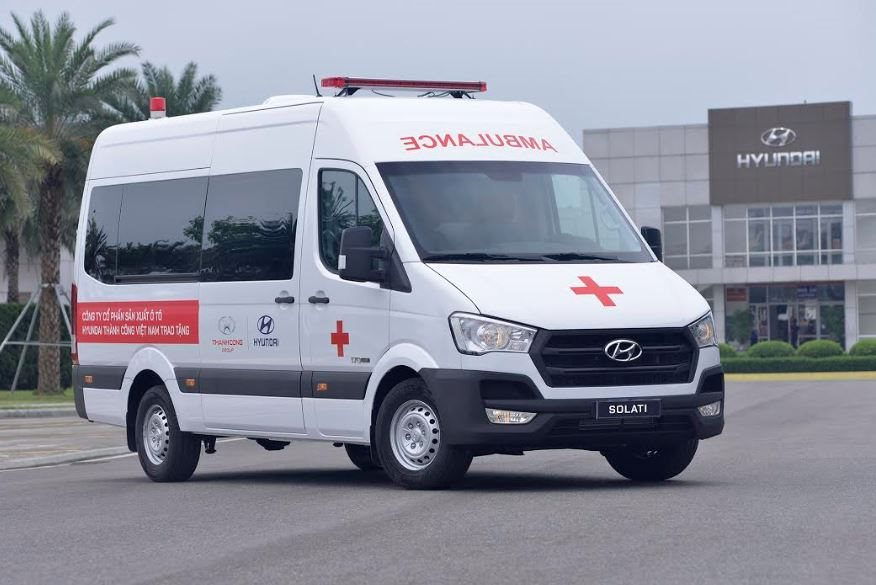 AMBULANCE
HYUNDAI
CÔNG TY CỔ PHẦN SẢN XUẤT Ô TÔ
HYUNDAI THÀNH CÔNG VIỆT NAM TRAO TẶNG
THANHCONG
GROUP
HYUNDAI
SOLATI